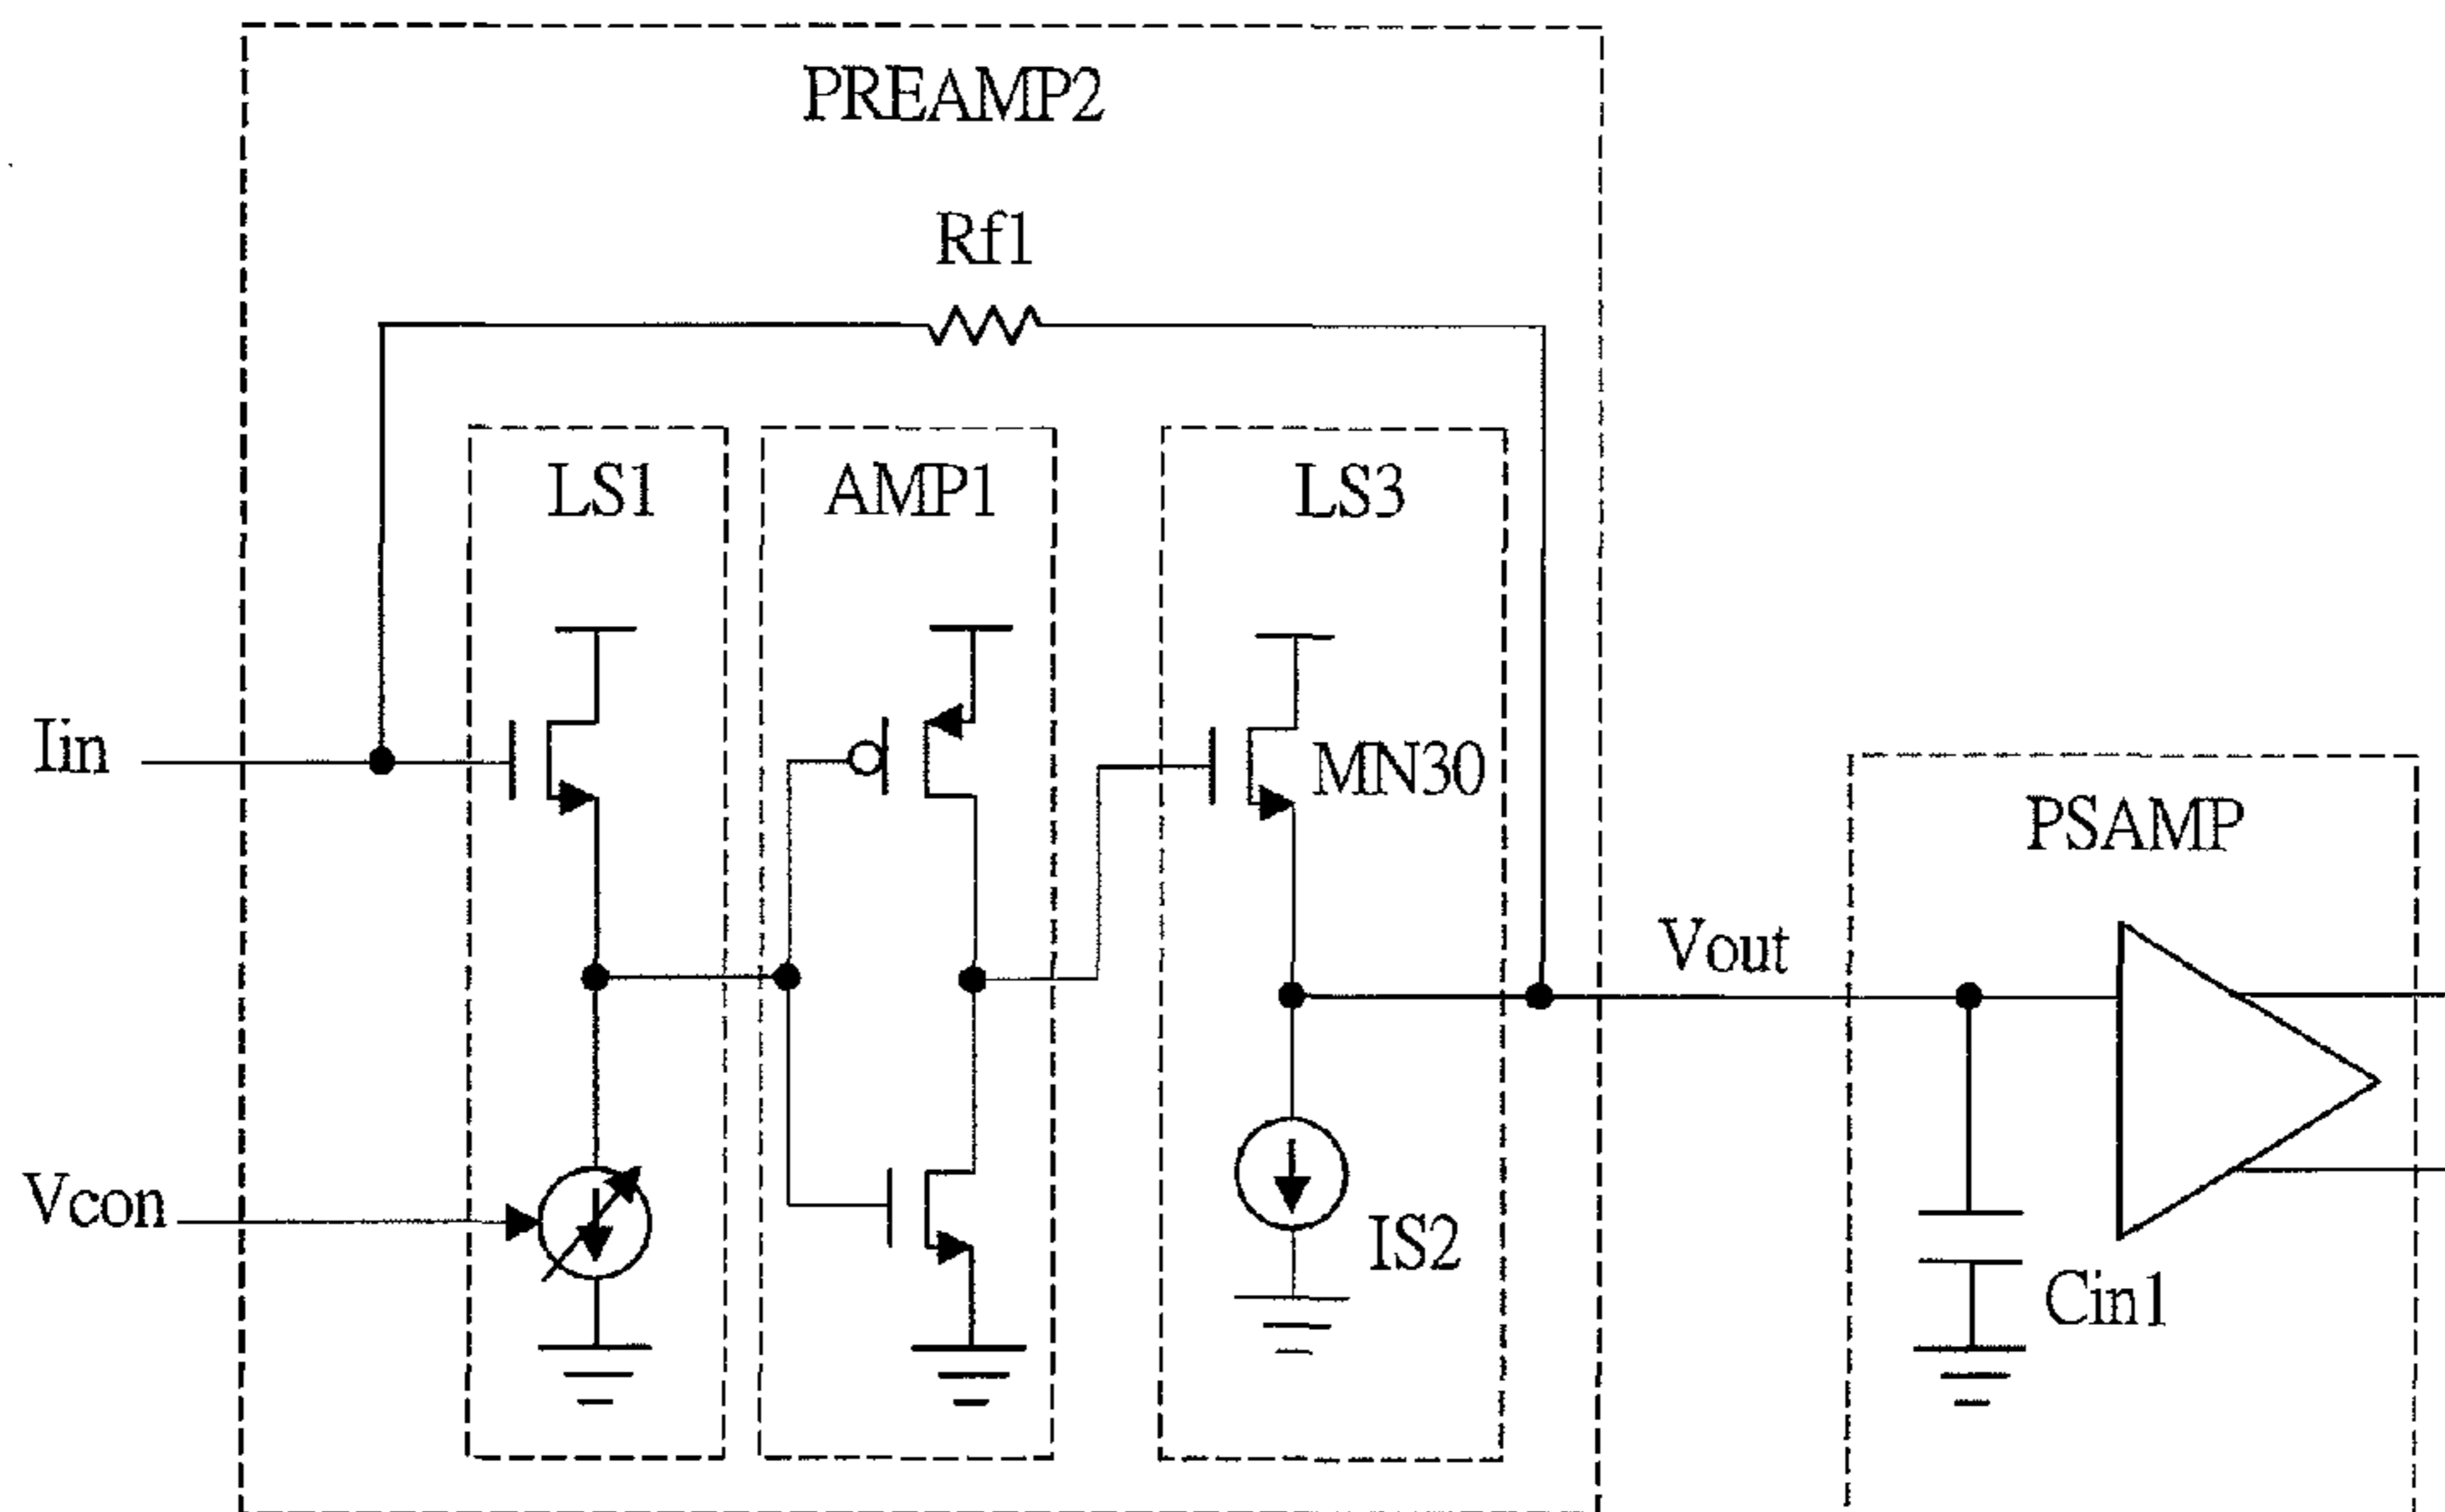 PREAMP2
Rf1
LS1
AMP1
LS3
Iin
MN30
PSAMP
Vout
Vcon
IS2
Cin1